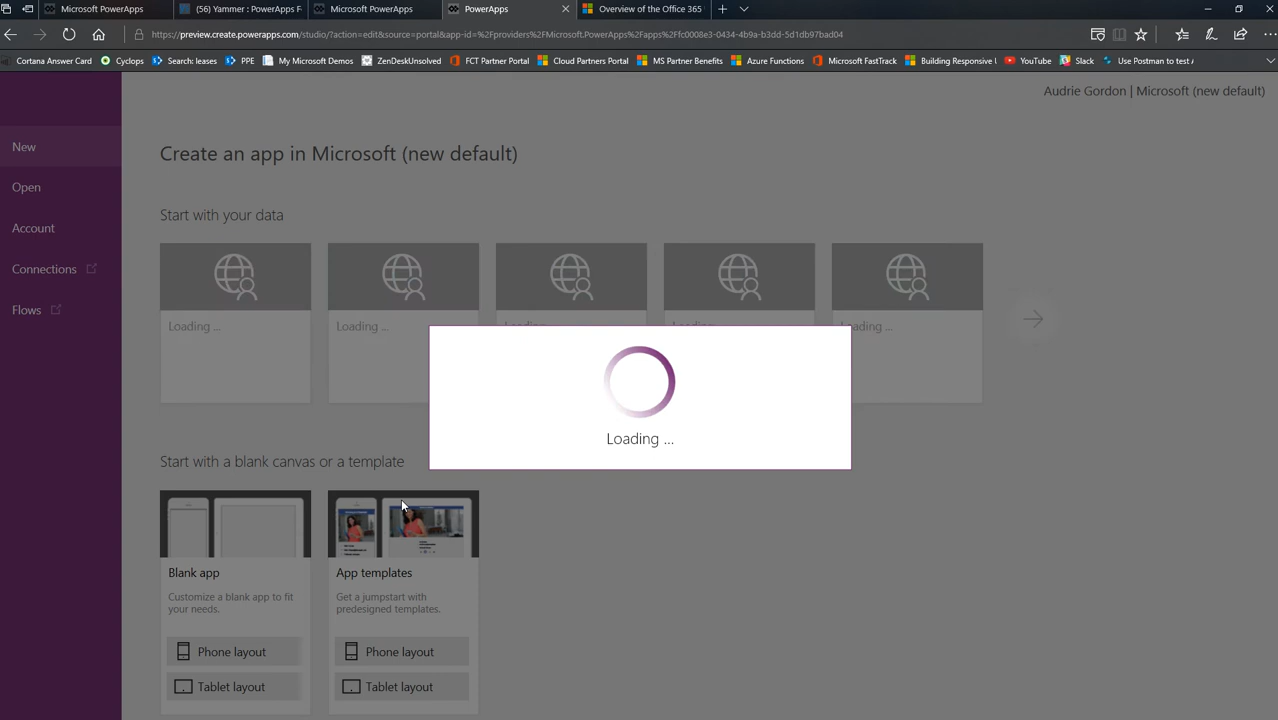 Microsoft PowerApps
(56) Yammer : PowerApps F
Microsoft PowerApps
PowerApps
Overview of the Office 365
https://preview.create.powerapps.com/studio/?action=edit&source=portal&app-id=%2Fproviders%2FMicrosoft.PowerApps%2Fapps%2Ffc0008e3-0434-4b9a-b3dd-5d1db97bad04
Cortana Answer Card
Cyclops
Search: leases
PPE
My Microsoft Demos
ZenDeskUnsolved
FCT Partner Portal
Cloud Partners Portal
MS Partner Benefits
Azure Functions
Microsoft FastTrack
Building Responsive U
YouTube
Slack
Use Postman to test A
Audrie Gordon | Microsoft (new default)
New
Open
Account
Connections
Flows
Create an app in Microsoft (new default)
Start with your data
Loading ...
Loading ...
Loading ...
Loading ...
Start with a blank canvas or a template
Blank app
Customize a blank app to fit
your needs.
Phone layout
Tablet layout
App templates
Get a jumpstart with
predesigned templates.
Phone layout
Tablet layout